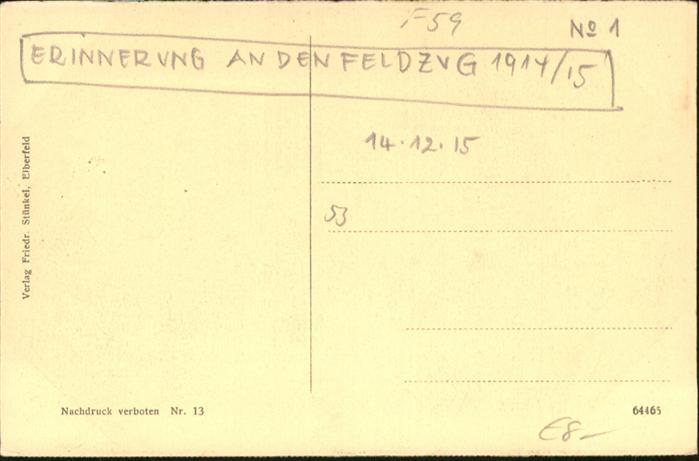 F59
No 1
ERINNERUNG AN DEN FELDZUG 1914/15
14.12.15
53
Verlag Friedr. Stünkel, Elberfeld
Nachdruck verboten Nr. 13
64465
€8.–